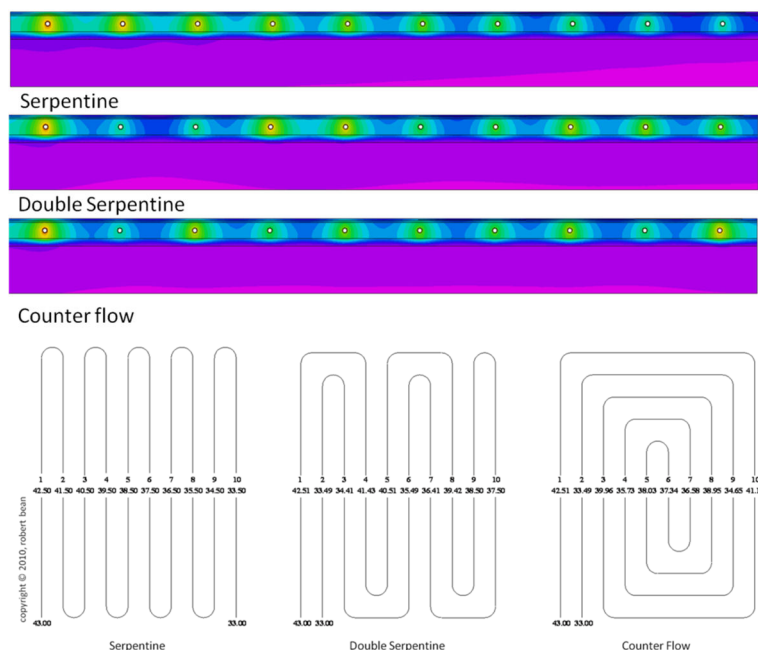 Serpentine
Double Serpentine
Counter flow
1 2 3 4 5 6 7 8 9 10
42.50 41.50 40.50 39.50 38.50 37.50 36.50 35.50 34.50 33.50
43.00 33.00
Serpentine
1 2 3 4 5 6 7 8 9 10
42.51 33.49 34.41 41.43 40.51 35.49 36.41 39.42 38.50 37.50
43.00 33.00
Double Serpentine
1 2 3 4 5 6 7 8 9 10
42.51 33.49 39.96 35.73 38.03 37.34 36.58 38.95 34.65
43.00 33.00
Counter Flow
copyright © 2010, robert bean